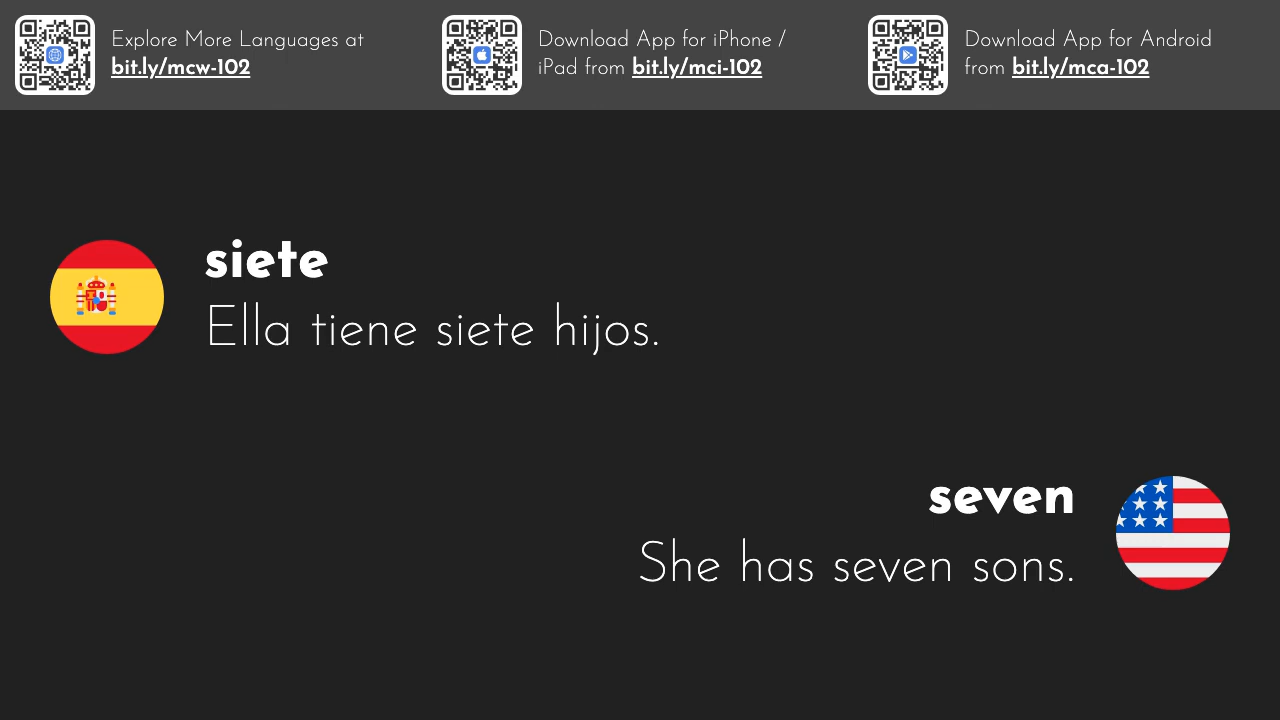 Explore More Languages at
bit.ly/mcw-102
Download App for iPhone /
iPad from bit.ly/mci-102
Download App for Android
from bit.ly/mca-102
siete
Ella tiene siete hijos.
seven
She has seven sons.